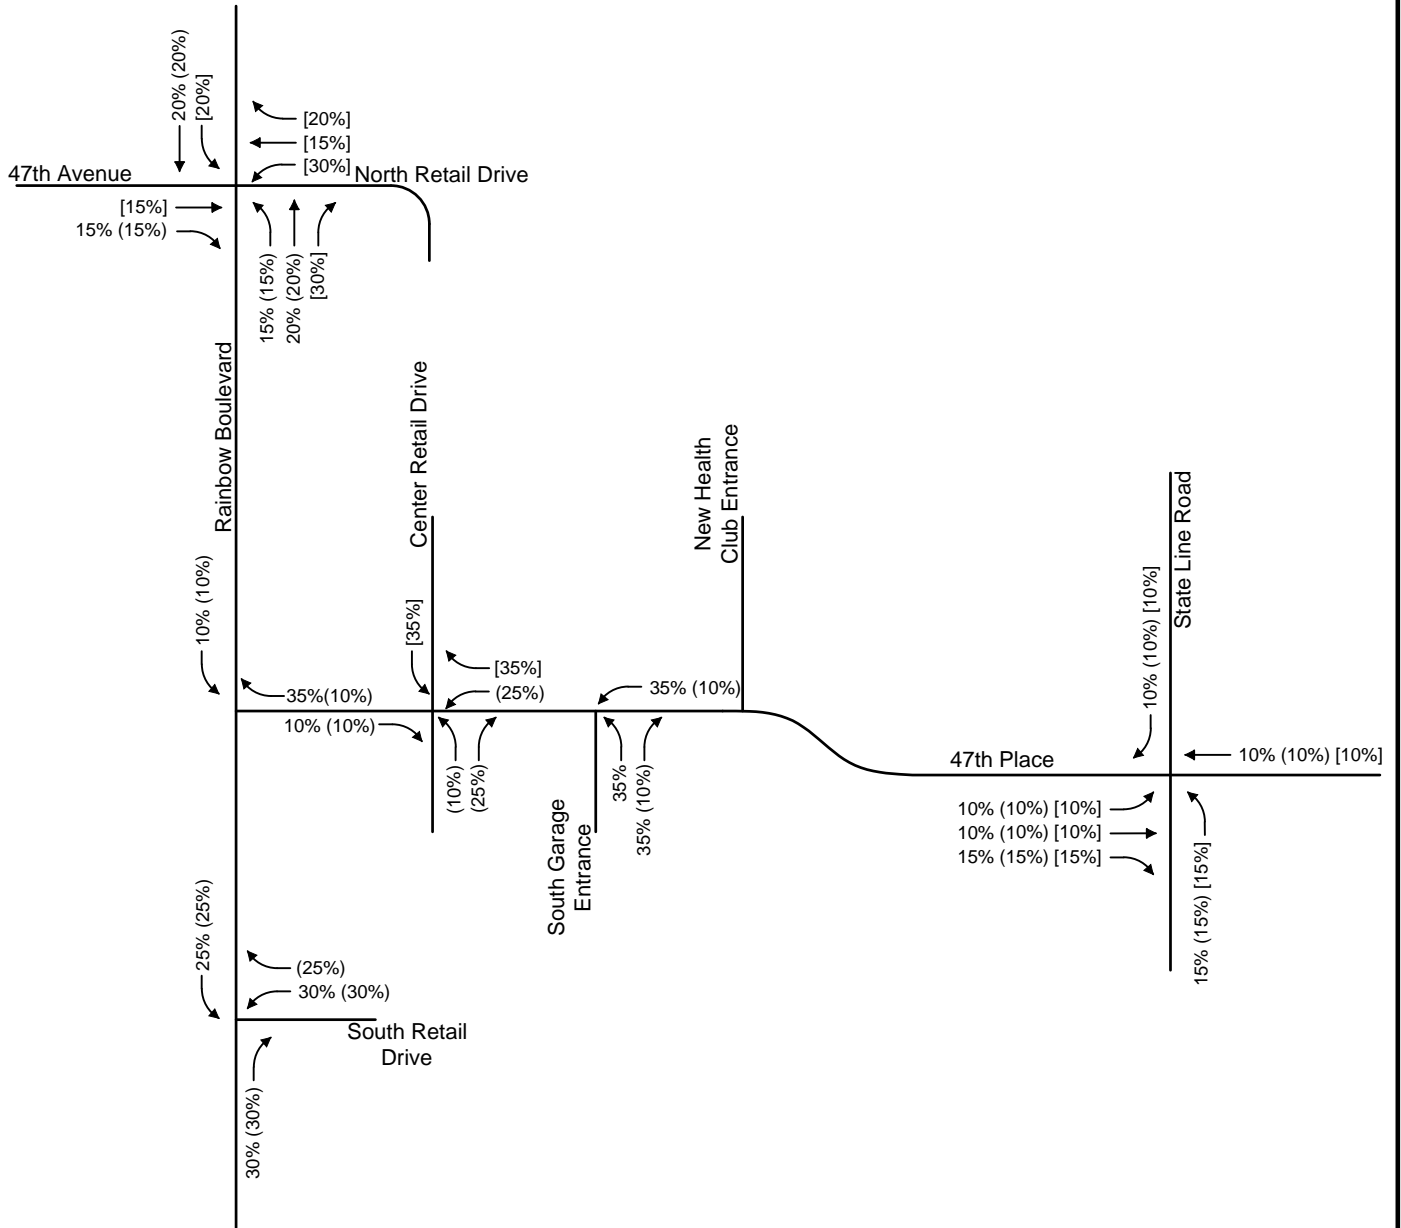 20% (20%)
[20%]
[20%]
[15%]
[30%]
47th Avenue
North Retail Drive
[15%]
15% (15%)
15% (15%)
20% (20%)
[30%]
Rainbow Boulevard
Center Retail Drive
New Health
Club Entrance
State Line Road
10% (10%)
[35%]
10% (10%) [10%]
[35%]
(25%)
35%(10%)
35% (10%)
10% (10%)
(10%)
(25%)
35%
35% (10%)
47th Place
10% (10%) [10%]
10% (10%) [10%]
10% (10%) [10%]
15% (15%) [15%]
15% (15%) [15%]
South Garage
Entrance
25% (25%)
(25%)
30% (30%)
South Retail
Drive
30% (30%)